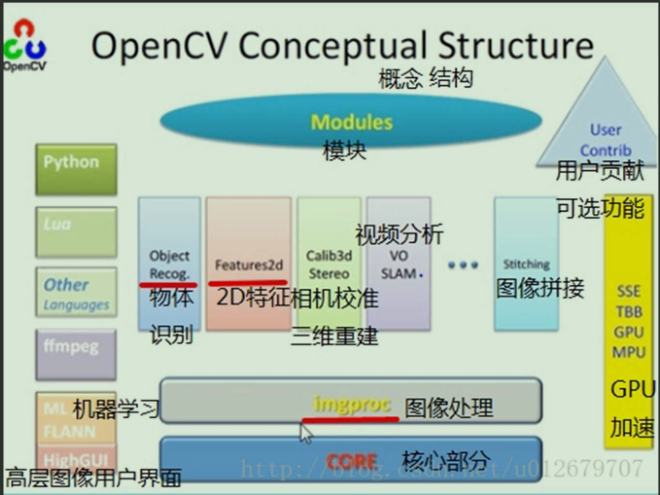 OpenCV
OpenCV Conceptual Structure
概念 结构
Modules
模块
User
Contrib
用户贡献
可选功能
Python
Lua
Other
Languages
ffmpeg
ML
FLANN
机器学习
HighGUI
高层图像用户界面
Object
Recog.
物体
识别
Features2d
2D特征
Calib3d
Stereo
相机校准
三维重建
视频分析
VO
SLAM
Stitching
图像拼接
SSE
TBB
GPU
MPU
GPU
加速
imgproc 图像处理
CORE 核心部分
http://blog.csdn.net/u012679707